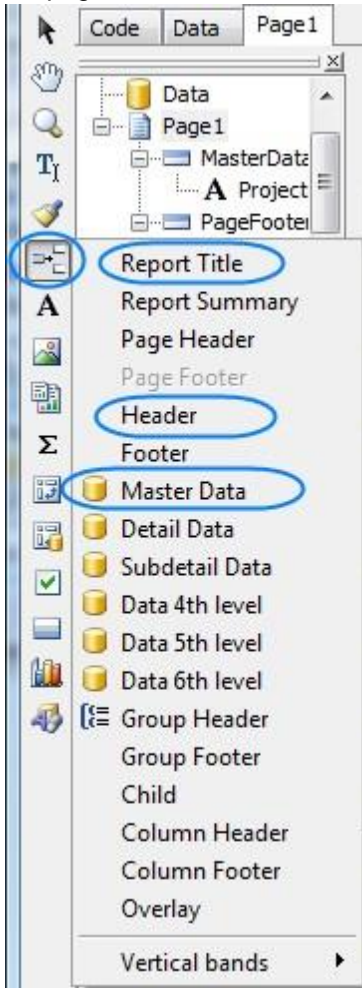 Code Data Page1
Data
Page1
MasterData
A Project
PageFooter
Report Title
A Report Summary
Page Header
Page Footer
Header
Σ Footer
Master Data
Detail Data
Subdetail Data
Data 4th level
Data 5th level
Data 6th level
Group Header
Group Footer
Child
Column Header
Column Footer
Overlay
Vertical bands